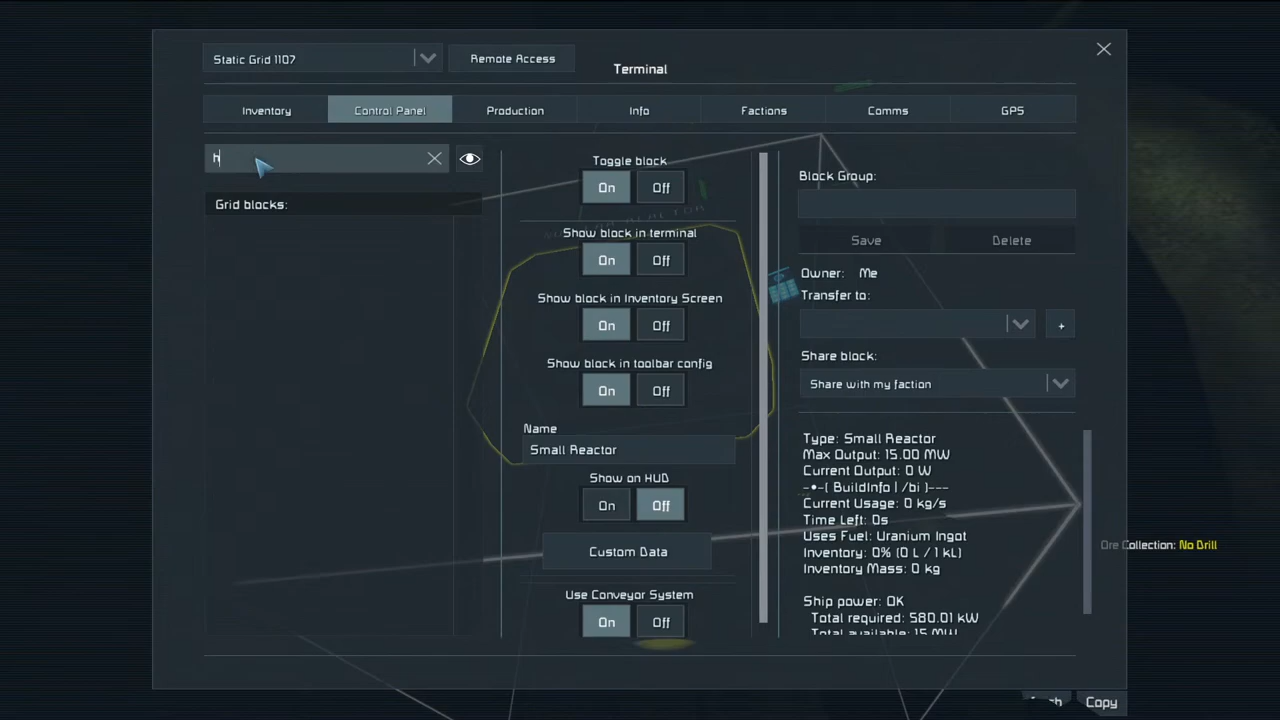 Static Grid 1107
Remote Access
Terminal
Inventory
Control Panel
Production
Info
Factions
Comms
GPS
h
Grid blocks:
Toggle block
On
Off
Show block in terminal
On
Off
Show block in Inventory Screen
On
Off
Show block in toolbar config
On
Off
Name
Small Reactor
Show on HUD
On
Off
Custom Data
Use Conveyor System
On
Off
Block Group:
Save
Delete
Owner: Me
Transfer to:
+
Share block:
Share with my faction
Type: Small Reactor
Max Output: 15.00 MW
Current Output: 0 W
-•-( BuildInfo | /bi )---
Current Usage: 0 kg/s
Time Left: 0s
Uses Fuel: Uranium Ingot
Inventory: 0% (0 L / 1 kL)
Inventory Mass: 0 kg
Ship power: OK
Total required: 580.01 kW
Total available: 15 MW
Ore Collection: No Drill
Copy